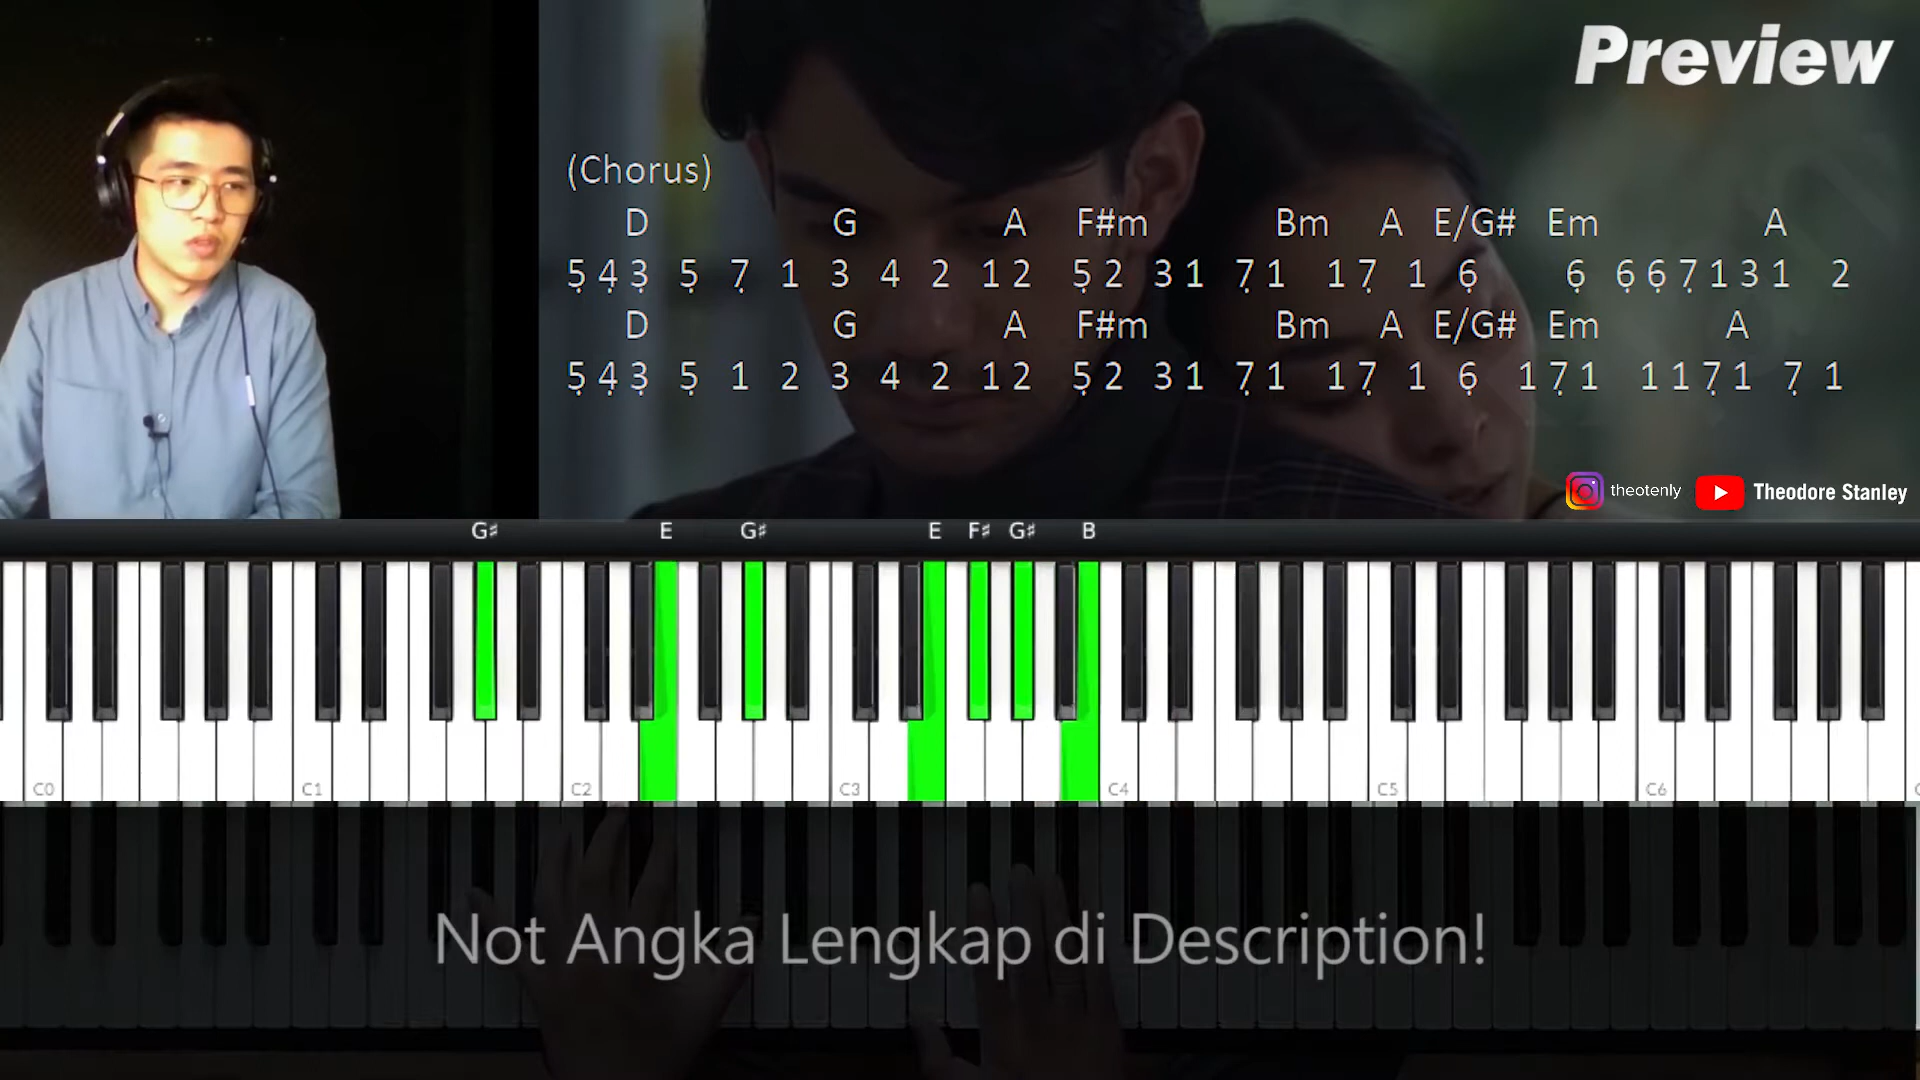 Preview
(Chorus)
D G A F#m Bm A E/G# Em A
5̣ 4̣ 3̣ 5̣ 7̣ 1 3 4 2 1 2 5̣ 2 3 1 7̣ 1 1 7̣ 1 6̣ 6̣ 6̣ 6̣ 7̣ 1 3 1 2
D G A F#m Bm A E/G# Em A
5̣ 4̣ 3̣ 5̣ 1 2 3 4 2 1 2 5̣ 2 3 1 7̣ 1 1 7̣ 1 6̣ 1 7̣ 1 1 1 7̣ 1 7̣ 1
theotenly Theodore Stanley
G♯ E G♯ E F♯ G♯ B
C0 C1 C2 C3 C4 C5 C6
Not Angka Lengkap di Description!